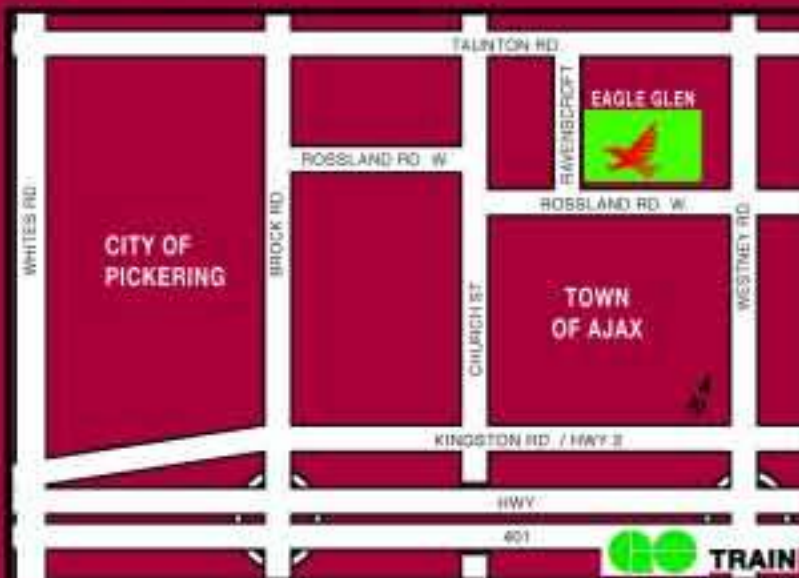 TAUNTON RD.
EAGLE GLEN
RAVENSCROFT
ROSSLAND RD. W.
ROSSLAND RD. W.
WHITES RD.
BROCK RD.
WESTNEY RD.
CITY OF
PICKERING
TOWN
OF AJAX
CHURCH ST.
KINGSTON RD. / HWY 2
HWY
401
GO TRAIN